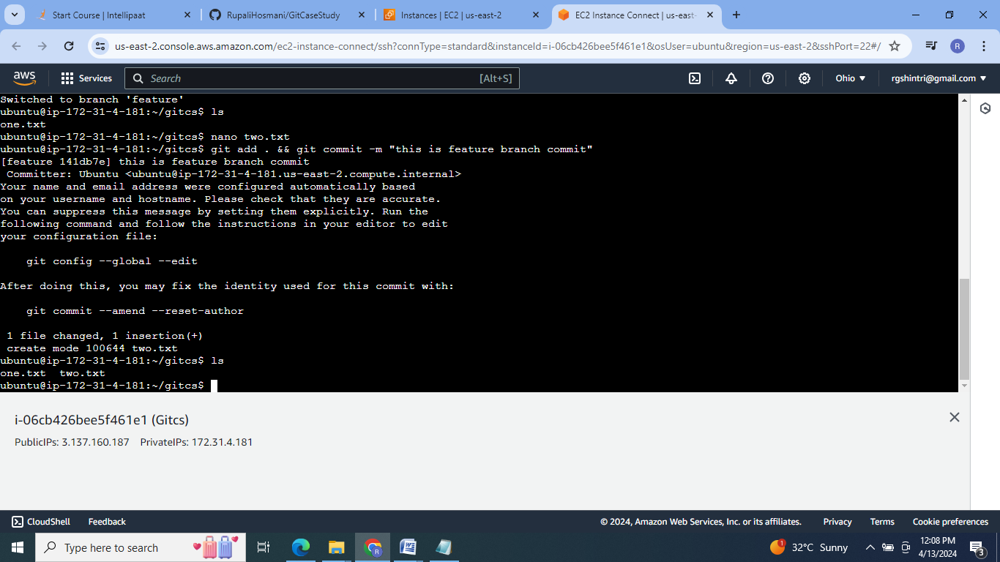 Start Course | Intellipaat
RupaliHosmani/GitCaseStudy
Instances | EC2 | us-east-2
EC2 Instance Connect | us-east-
us-east-2.console.aws.amazon.com/ec2-instance-connect/ssh?connType=standard&instanceId=i-06cb426bee5f461e1&osUser=ubuntu&region=us-east-2&sshPort=22#/
R
aws
Services
Search
[Alt+S]
Ohio
rgshintri@gmail.com
Switched to branch 'feature'
ubuntu@ip-172-31-4-181:~/gitcs$ ls
one.txt
ubuntu@ip-172-31-4-181:~/gitcs$ nano two.txt
ubuntu@ip-172-31-4-181:~/gitcs$ git add . && git commit -m "this is feature branch commit"
[feature 141db7e] this is feature branch commit
 Committer: Ubuntu <ubuntu@ip-172-31-4-181.us-east-2.compute.internal>
Your name and email address were configured automatically based
on your username and hostname. Please check that they are accurate.
You can suppress this message by setting them explicitly. Run the
following command and follow the instructions in your editor to edit
your configuration file:
    git config --global --edit
After doing this, you may fix the identity used for this commit with:
    git commit --amend --reset-author
 1 file changed, 1 insertion(+)
 create mode 100644 two.txt
ubuntu@ip-172-31-4-181:~/gitcs$ ls
one.txt  two.txt
ubuntu@ip-172-31-4-181:~/gitcs$
i-06cb426bee5f461e1 (Gitcs)
PublicIPs: 3.137.160.187 PrivateIPs: 172.31.4.181
CloudShell Feedback
© 2024, Amazon Web Services, Inc. or its affiliates. Privacy Terms Cookie preferences
Type here to search
R
1
32°C Sunny
12:08 PM
4/13/2024
3